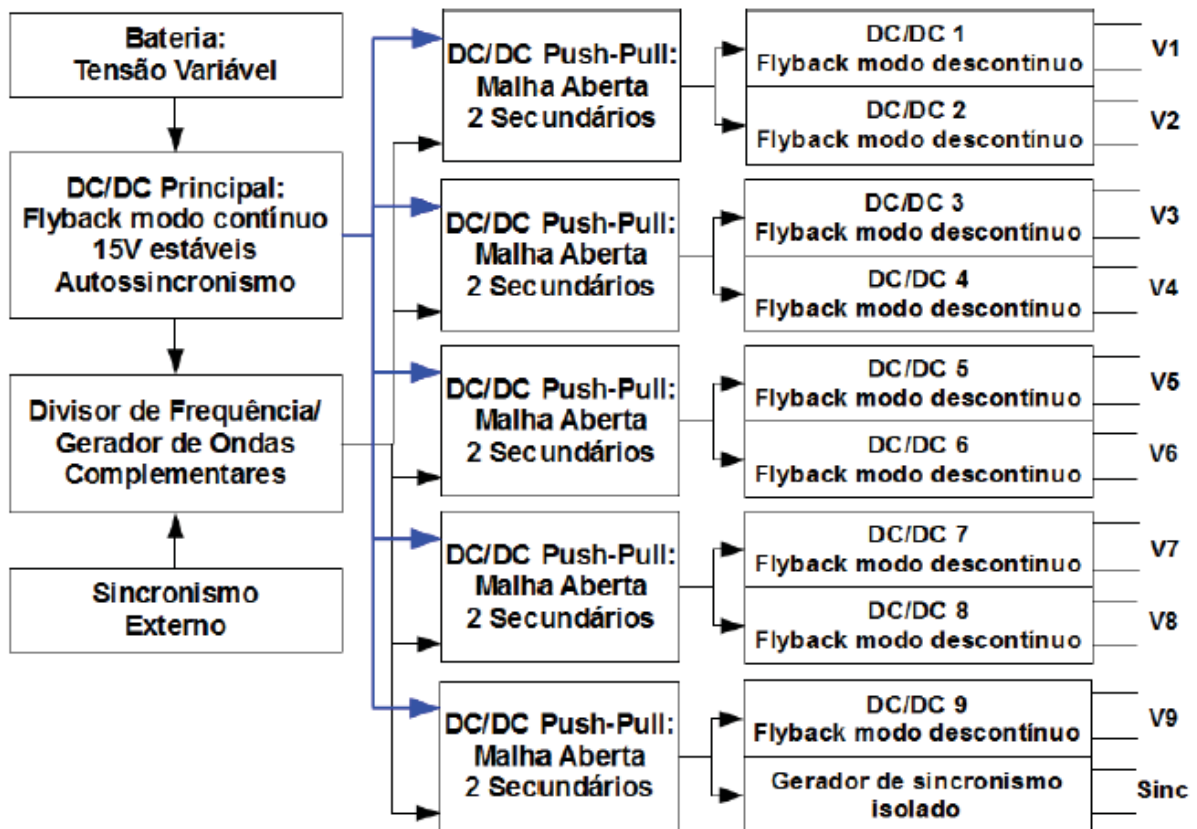 Bateria:
Tensão Variável
DC/DC Principal:
Flyback modo contínuo
15V estáveis
Autossincronismo
Divisor de Frequência/
Gerador de Ondas
Complementares
Sincronismo
Externo
DC/DC Push-Pull:
Malha Aberta
2 Secundários
DC/DC 1
Flyback modo descontínuo
V1
DC/DC 2
Flyback modo descontínuo
V2
DC/DC Push-Pull:
Malha Aberta
2 Secundários
DC/DC 3
Flyback modo descontínuo
V3
DC/DC 4
Flyback modo descontínuo
V4
DC/DC Push-Pull:
Malha Aberta
2 Secundários
DC/DC 5
Flyback modo descontínuo
V5
DC/DC 6
Flyback modo descontínuo
V6
DC/DC Push-Pull:
Malha Aberta
2 Secundários
DC/DC 7
Flyback modo descontínuo
V7
DC/DC 8
Flyback modo descontínuo
V8
DC/DC Push-Pull:
Malha Aberta
2 Secundários
DC/DC 9
Flyback modo descontínuo
V9
Gerador de sincronismo
isolado
Sinc